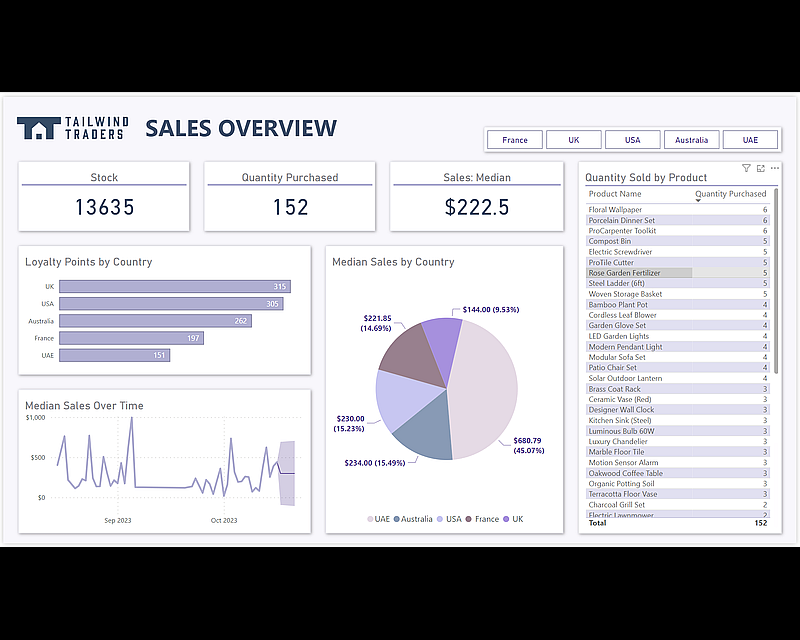 TAILWIND
TRADERS
SALES OVERVIEW
France UK USA Australia UAE
Stock
13635
Quantity Purchased
152
Sales: Median
$222.5
Loyalty Points by Country
UK 315
USA 305
Australia 262
France 197
UAE 151
Median Sales Over Time
$1,000
$500
$0
Sep 2023 Oct 2023
Median Sales by Country
$144.00 (9.53%)
$221.85
(14.69%)
$230.00
(15.23%)
$234.00 (15.49%)
$680.79
(45.07%)
UAE Australia USA France UK
Quantity Sold by Product
Product Name Quantity Purchased
Floral Wallpaper 6
Porcelain Dinner Set 6
ProCarpenter Toolkit 6
Compost Bin 5
Electric Screwdriver 5
ProTile Cutter 5
Rose Garden Fertilizer 5
Steel Ladder (6ft) 5
Woven Storage Basket 5
Bamboo Plant Pot 4
Cordless Leaf Blower 4
Garden Glove Set 4
LED Garden Lights 4
Modern Pendant Light 4
Modular Sofa Set 4
Patio Chair Set 4
Solar Outdoor Lantern 4
Brass Coat Rack 3
Ceramic Vase (Red) 3
Designer Wall Clock 3
Kitchen Sink (Steel) 3
Luminous Bulb 60W 3
Luxury Chandelier 3
Marble Floor Tile 3
Motion Sensor Alarm 3
Oakwood Coffee Table 3
Organic Potting Soil 3
Terracotta Floor Vase 3
Charcoal Grill Set 2
Electric Lawnmower 2
Total 152